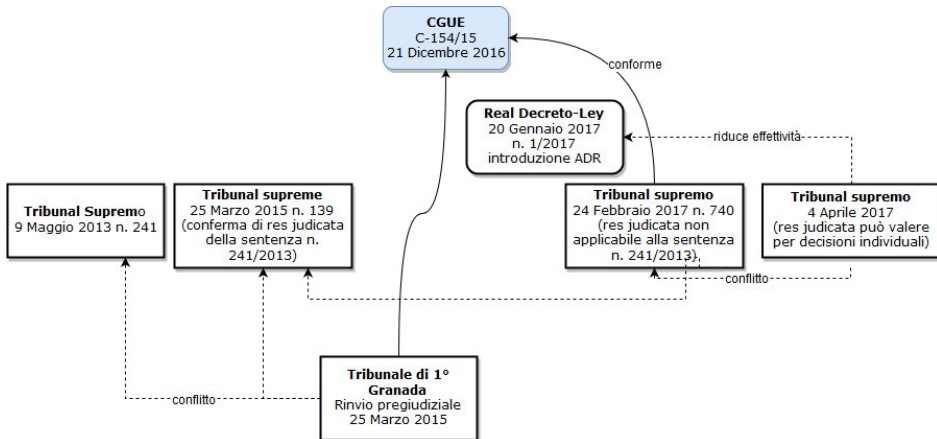 CGUE
C-154/15
21 Dicembre 2016
conforme
Real Decreto-Ley
20 Gennaio 2017
n. 1/2017
introduzione ADR
riduce effettività
Tribunal Supremo
9 Maggio 2013 n. 241
Tribunal supreme
25 Marzo 2015 n. 139
(conferma di res judicata
della sentenza n.
241/2013)
Tribunal supremo
24 Febbraio 2017 n. 740
(res judicata non
applicabile alla sentenza
n. 241/2013).
Tribunal supremo
4 Aprile 2017
(res judicata può valere
per decisioni individuali)
conflitto
Tribunale di 1°
Granada
Rinvio pregiudiziale
25 Marzo 2015
conflitto